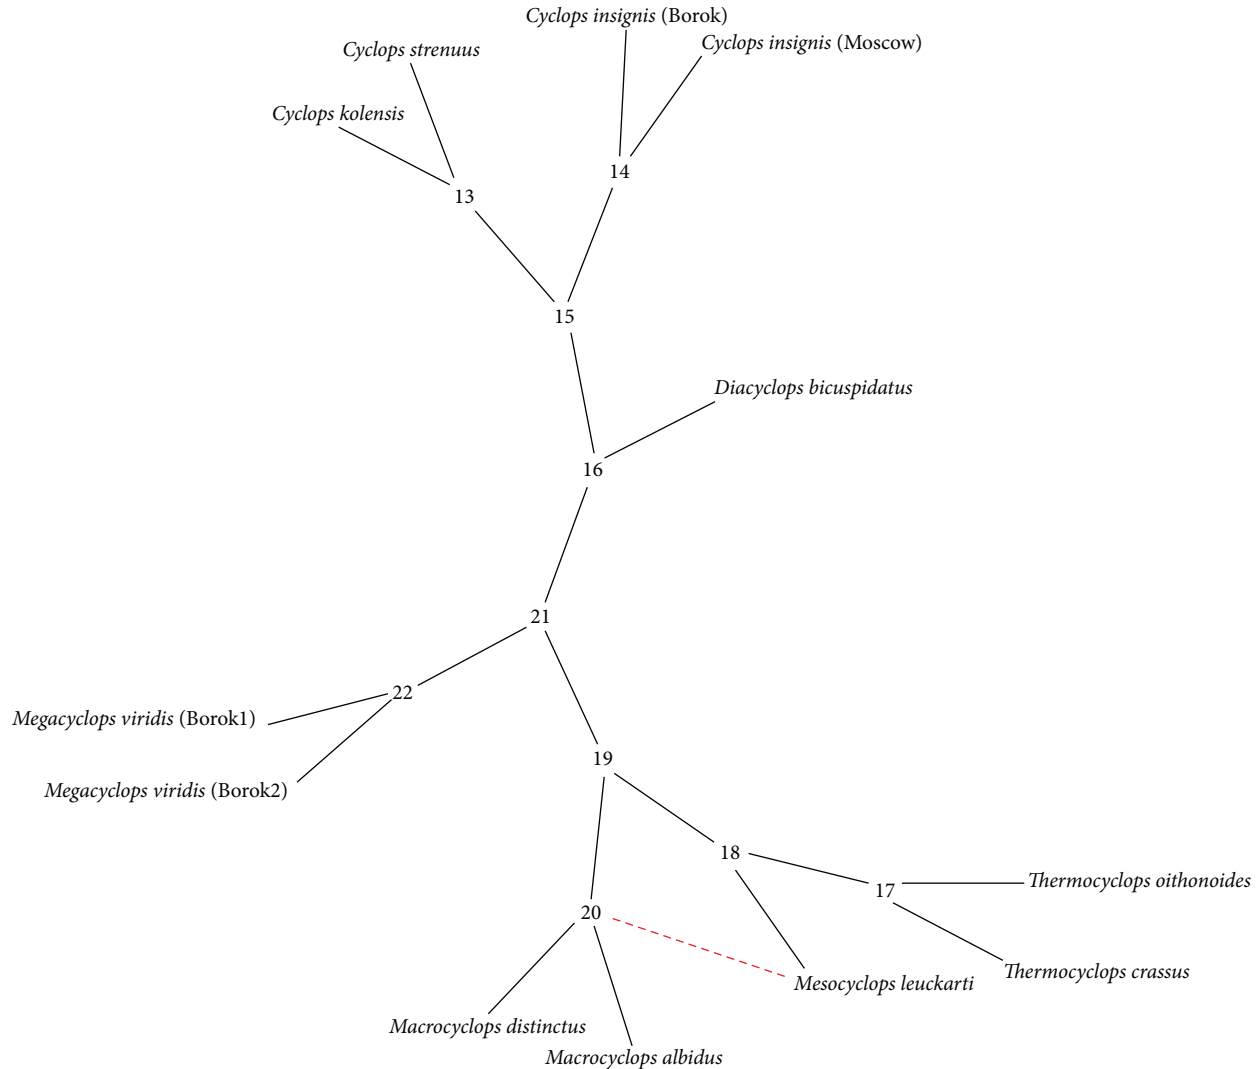 Cyclops insignis (Borok)
Cyclops insignis (Moscow)
Cyclops strenuus
Cyclops kolensis
14
13
15
Diacyclops bicuspidatus
16
21
22
Megacyclops viridis (Borok1)
19
Megacyclops viridis (Borok2)
18
Thermocyclops oithonoides
17
20
Thermocyclops crassus
Mesocyclops leuckarti
Macrocyclops distinctus
Macrocyclops albidus